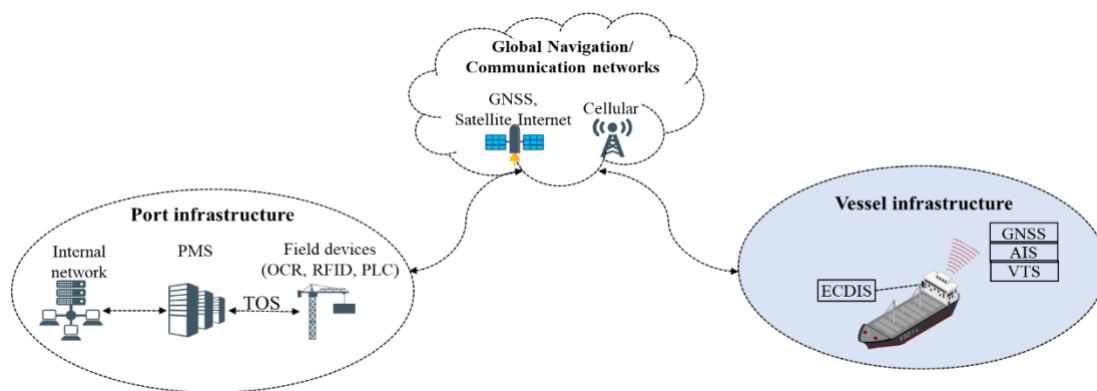 Global Navigation/
Communication networks
GNSS,
Satellite Internet
Cellular
Port infrastructure
Internal
network
PMS
Field devices
(OCR, RFID, PLC)
TOS
Vessel infrastructure
GNSS
AIS
VTS
ECDIS